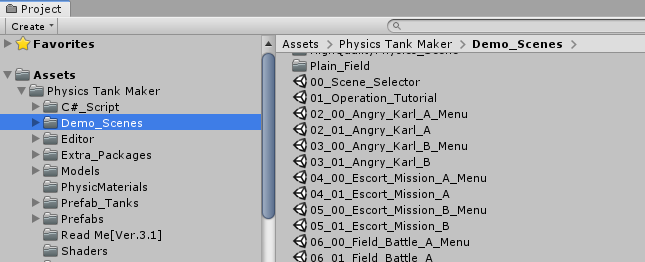 Project
Create
Favorites
Assets
Physics Tank Maker
C#_Script
Demo_Scenes
Editor
Extra_Packages
Models
PhysicMaterials
Prefab_Tanks
Prefabs
Read Me[Ver.3.1]
Shaders
Assets > Physics Tank Maker > Demo_Scenes >
Plain_Field
00_Scene_Selector
01_Operation_Tutorial
02_00_Angry_Karl_A_Menu
02_01_Angry_Karl_A
03_00_Angry_Karl_B_Menu
03_01_Angry_Karl_B
04_00_Escort_Mission_A_Menu
04_01_Escort_Mission_A
05_00_Escort_Mission_B_Menu
05_01_Escort_Mission_B
06_00_Field_Battle_A_Menu
06_01_Field_Battle_A